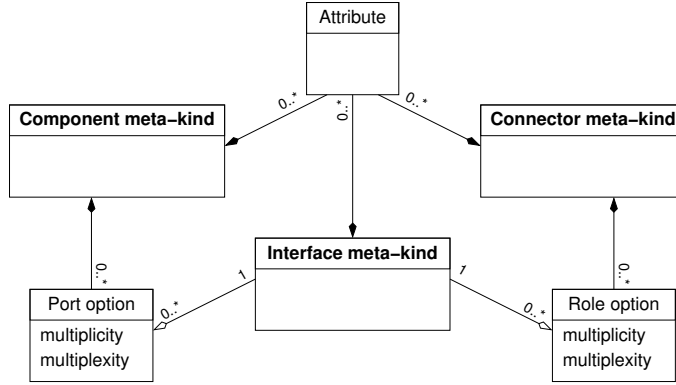 Attribute
0..*
0..*
0..*
Component meta-kind
Connector meta-kind
0..*
Interface meta-kind
0..*
Port option
multiplicity
multiplexity
0..*
1
1
0..*
Role option
multiplicity
multiplexity